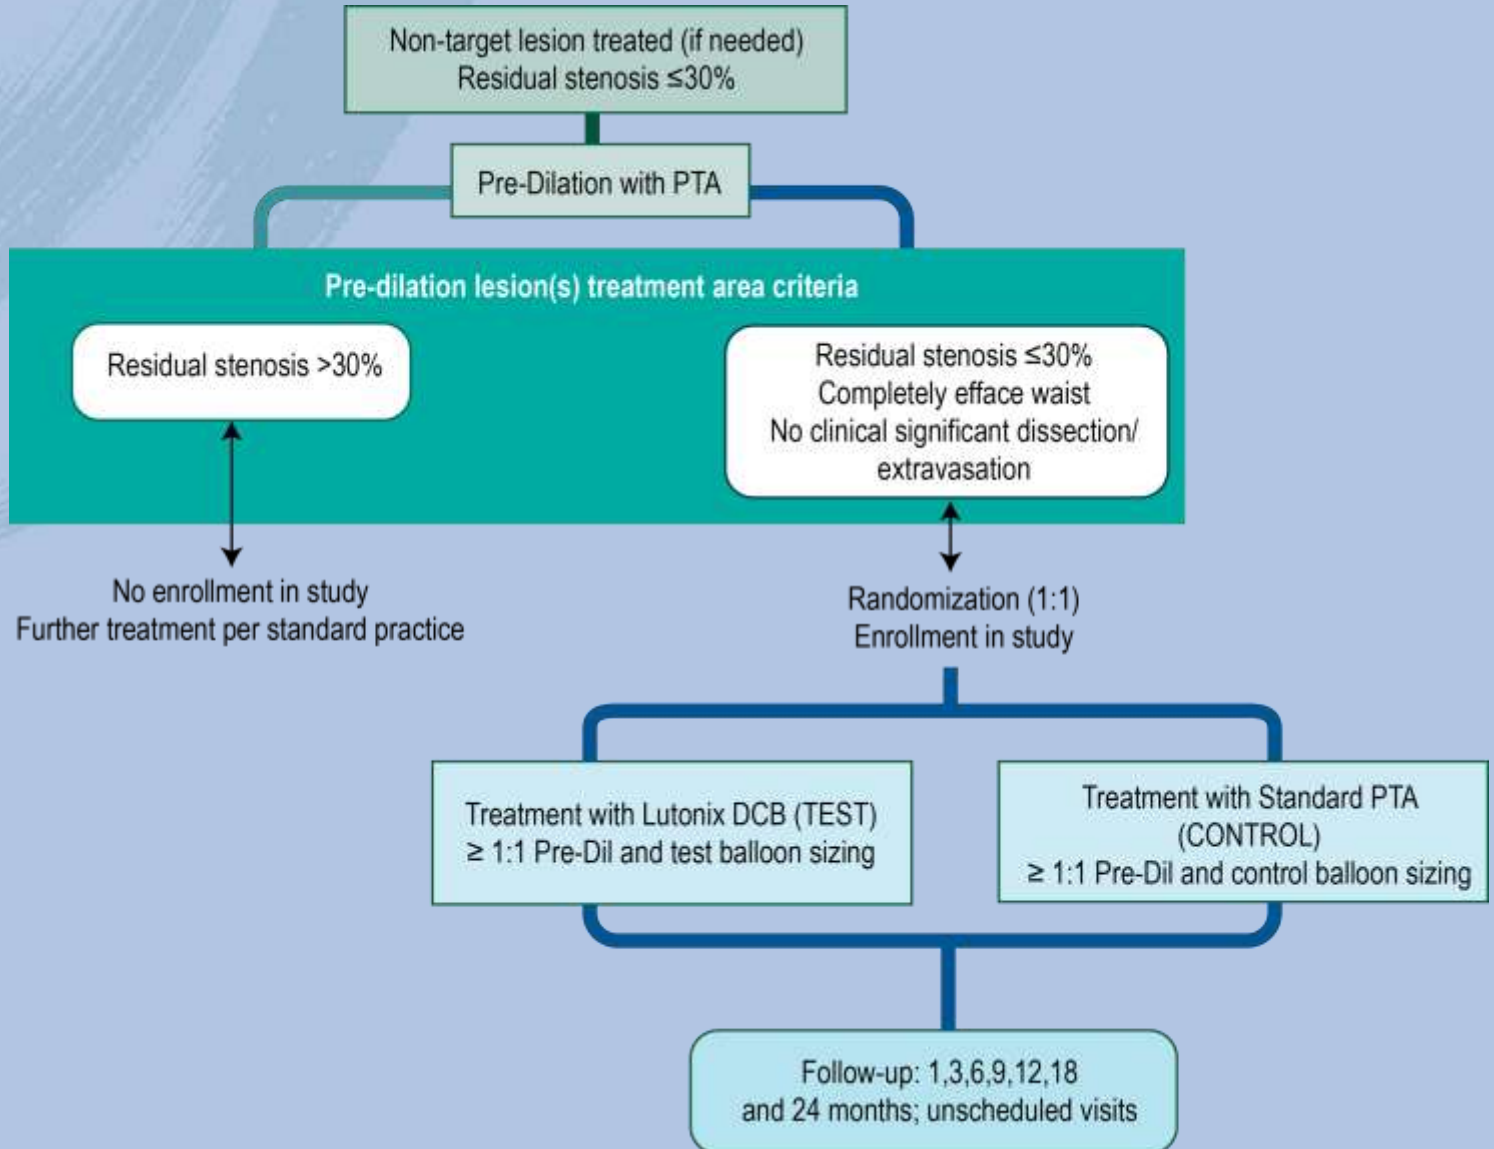 Non-target lesion treated (if needed)
Residual stenosis ≤30%
Pre-Dilation with PTA
Pre-dilation lesion(s) treatment area criteria
Residual stenosis >30%
Residual stenosis ≤30%
Completely efface waist
No clinical significant dissection/
extravasation
No enrollment in study
Further treatment per standard practice
Randomization (1:1)
Enrollment in study
Treatment with Lutonix DCB (TEST)
≥ 1:1 Pre-Dil and test balloon sizing
Treatment with Standard PTA
(CONTROL)
≥ 1:1 Pre-Dil and control balloon sizing
Follow-up: 1,3,6,9,12,18
and 24 months; unscheduled visits